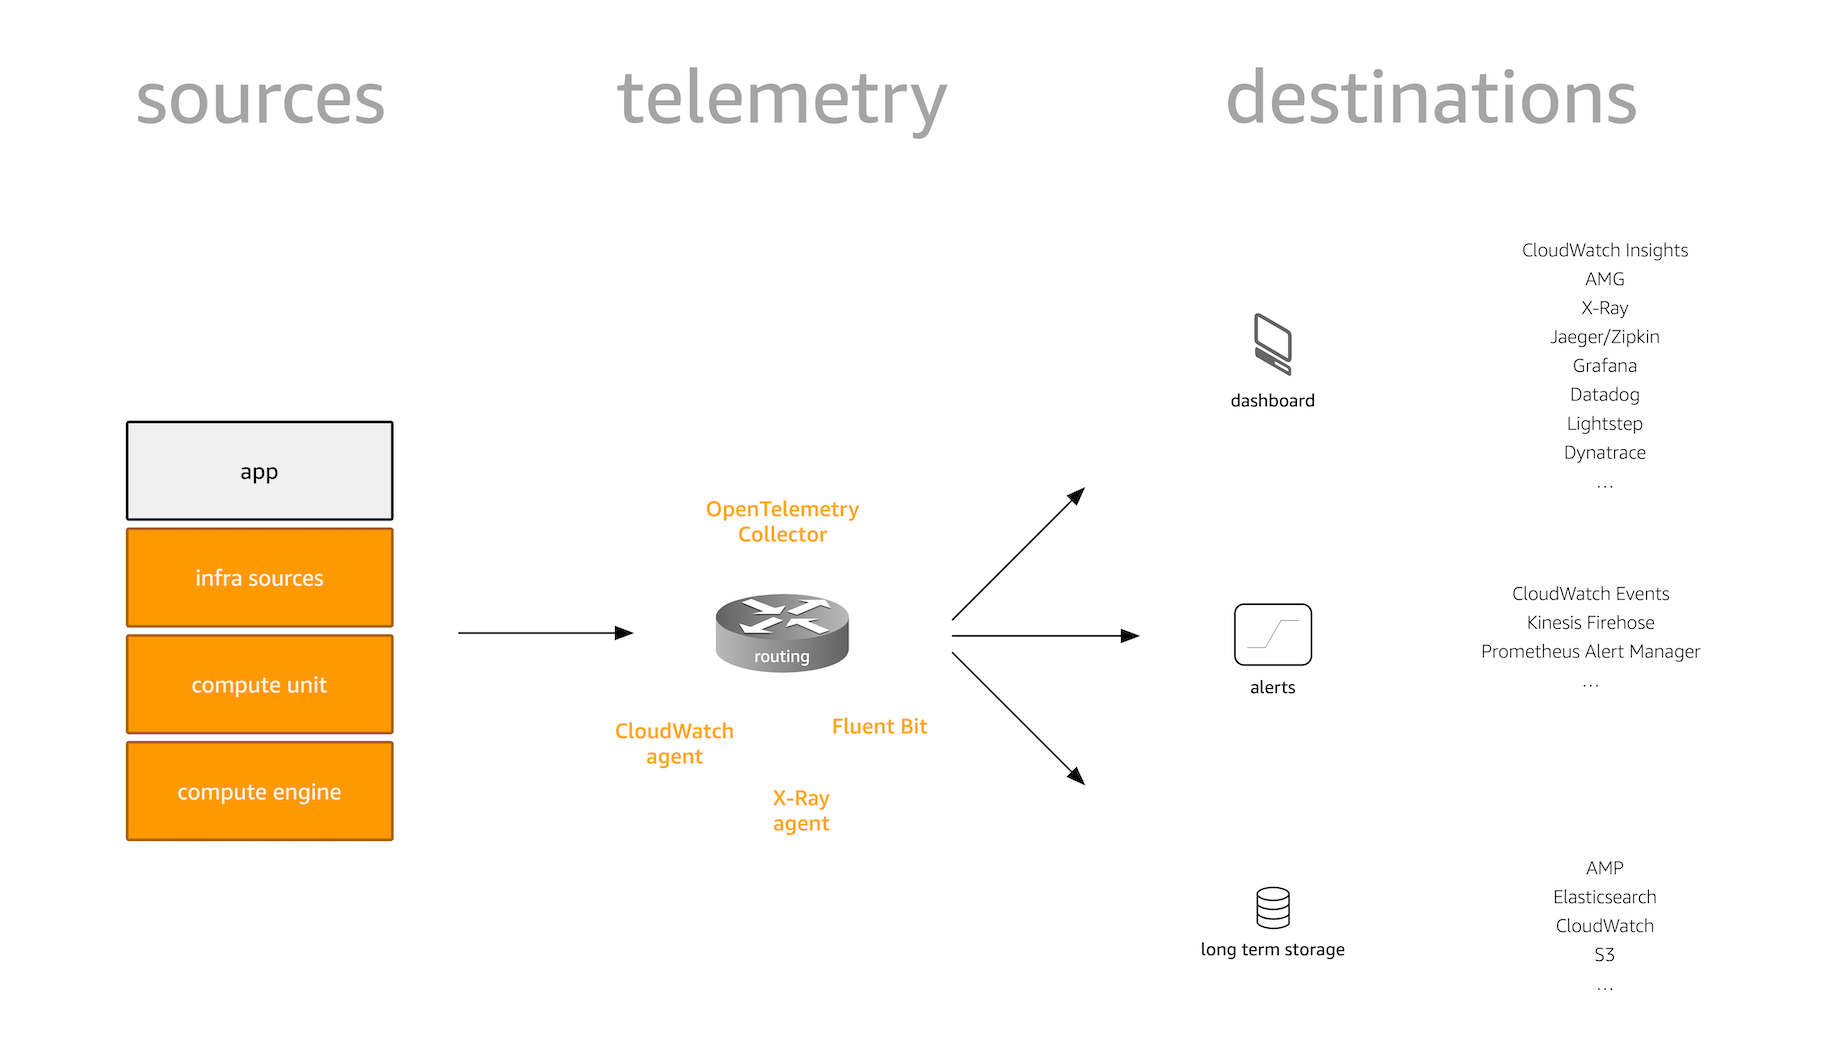 sources
telemetry
destinations
app
infra sources
compute unit
compute engine
OpenTelemetry
Collector
routing
CloudWatch
agent
Fluent Bit
X-Ray
agent
dashboard
CloudWatch Insights
AMG
X-Ray
Jaeger/Zipkin
Grafana
Datadog
Lightstep
Dynatrace
...
alerts
CloudWatch Events
Kinesis Firehose
Prometheus Alert Manager
...
long term storage
AMP
Elasticsearch
CloudWatch
S3
...